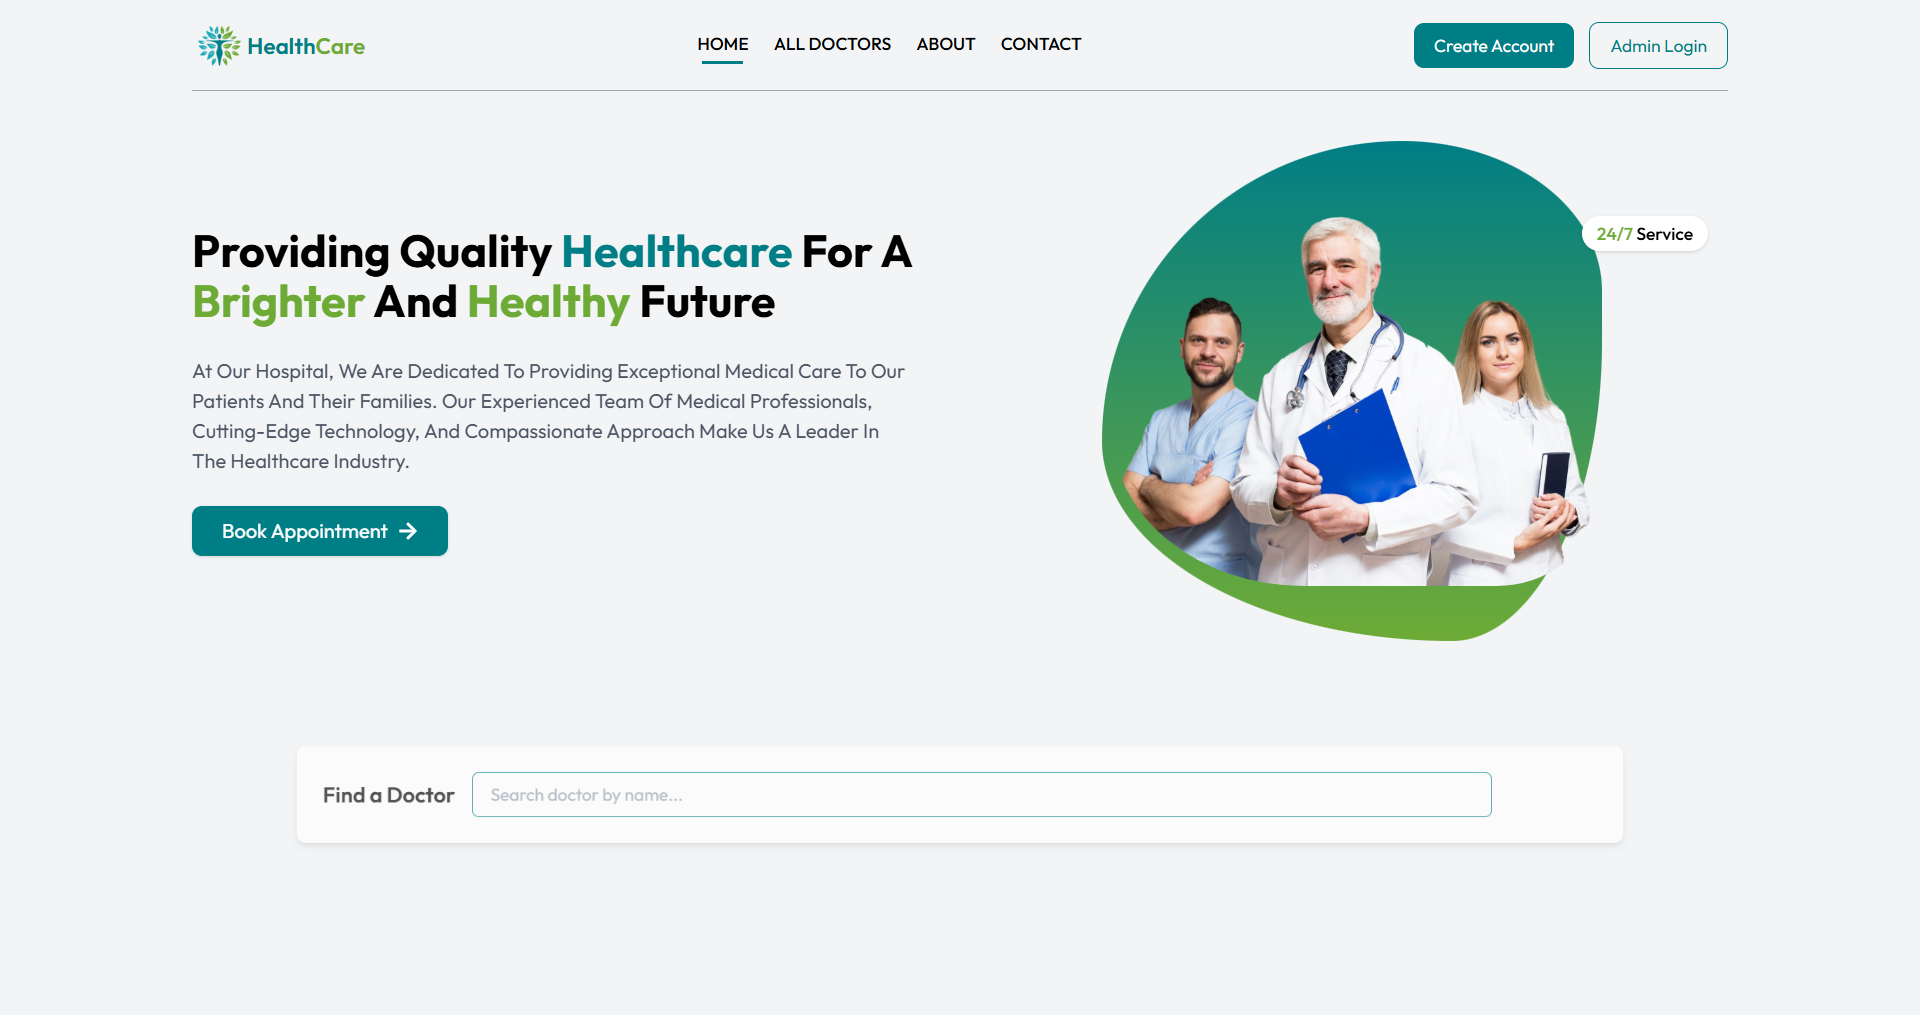 HealthCare
HOME
ALL DOCTORS
ABOUT
CONTACT
Create Account
Admin Login
Providing Quality Healthcare For A
Brighter And Healthy Future
At Our Hospital, We Are Dedicated To Providing Exceptional Medical Care To Our
Patients And Their Families. Our Experienced Team Of Medical Professionals,
Cutting-Edge Technology, And Compassionate Approach Make Us A Leader In
The Healthcare Industry.
Book Appointment
24/7 Service
Find a Doctor
Search doctor by name...